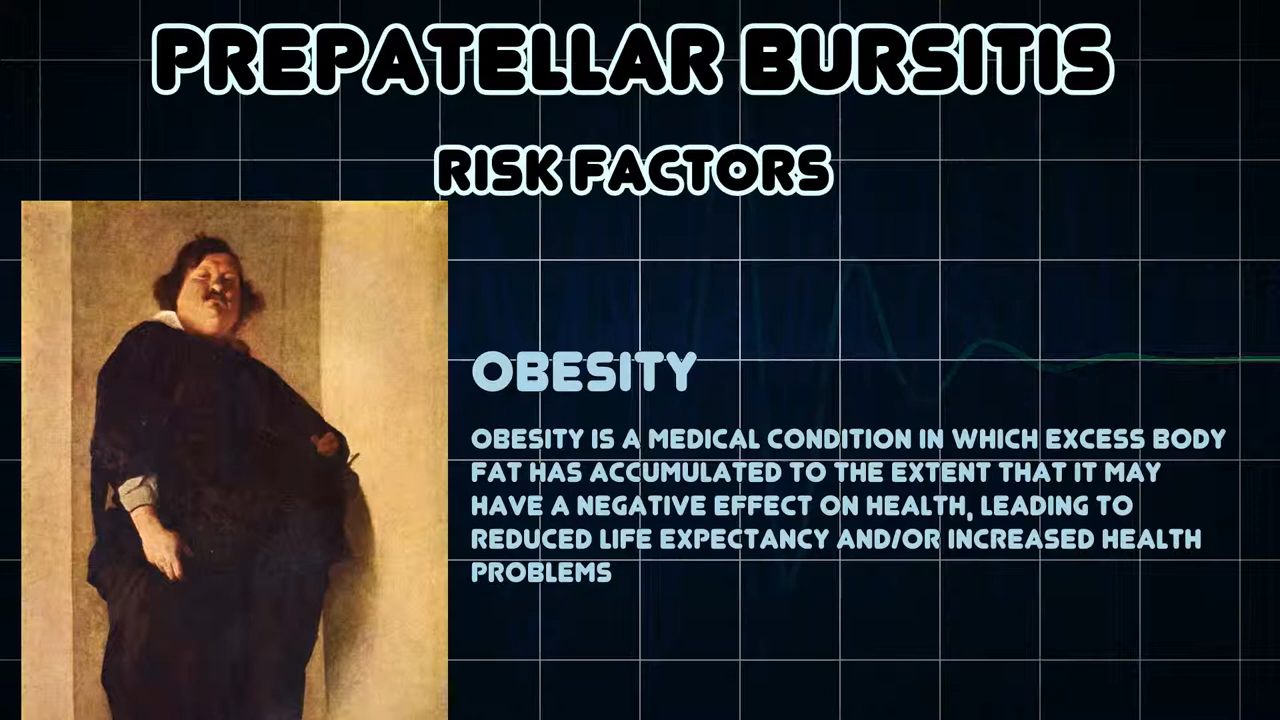 PREPATELLAR BURSITIS
RISK FACTORS
OBESITY
OBESITY IS A MEDICAL CONDITION IN WHICH EXCESS BODY
FAT HAS ACCUMULATED TO THE EXTENT THAT IT MAY
HAVE A NEGATIVE EFFECT ON HEALTH, LEADING TO
REDUCED LIFE EXPECTANCY AND/OR INCREASED HEALTH
PROBLEMS